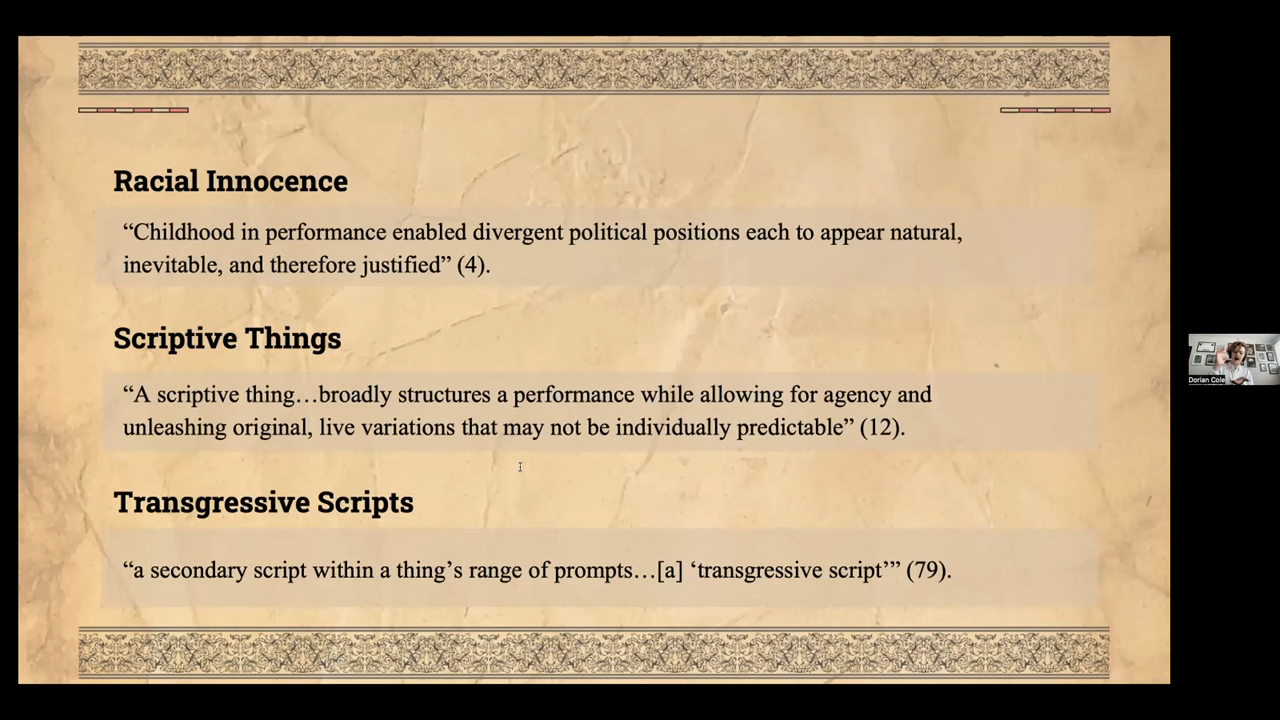 Racial Innocence
“Childhood in performance enabled divergent political positions each to appear natural,
inevitable, and therefore justified” (4).
Scriptive Things
“A scriptive thing…broadly structures a performance while allowing for agency and
unleashing original, live variations that may not be individually predictable” (12).
Transgressive Scripts
“a secondary script within a thing’s range of prompts…[a] ‘transgressive script’” (79).
Dorian Cole